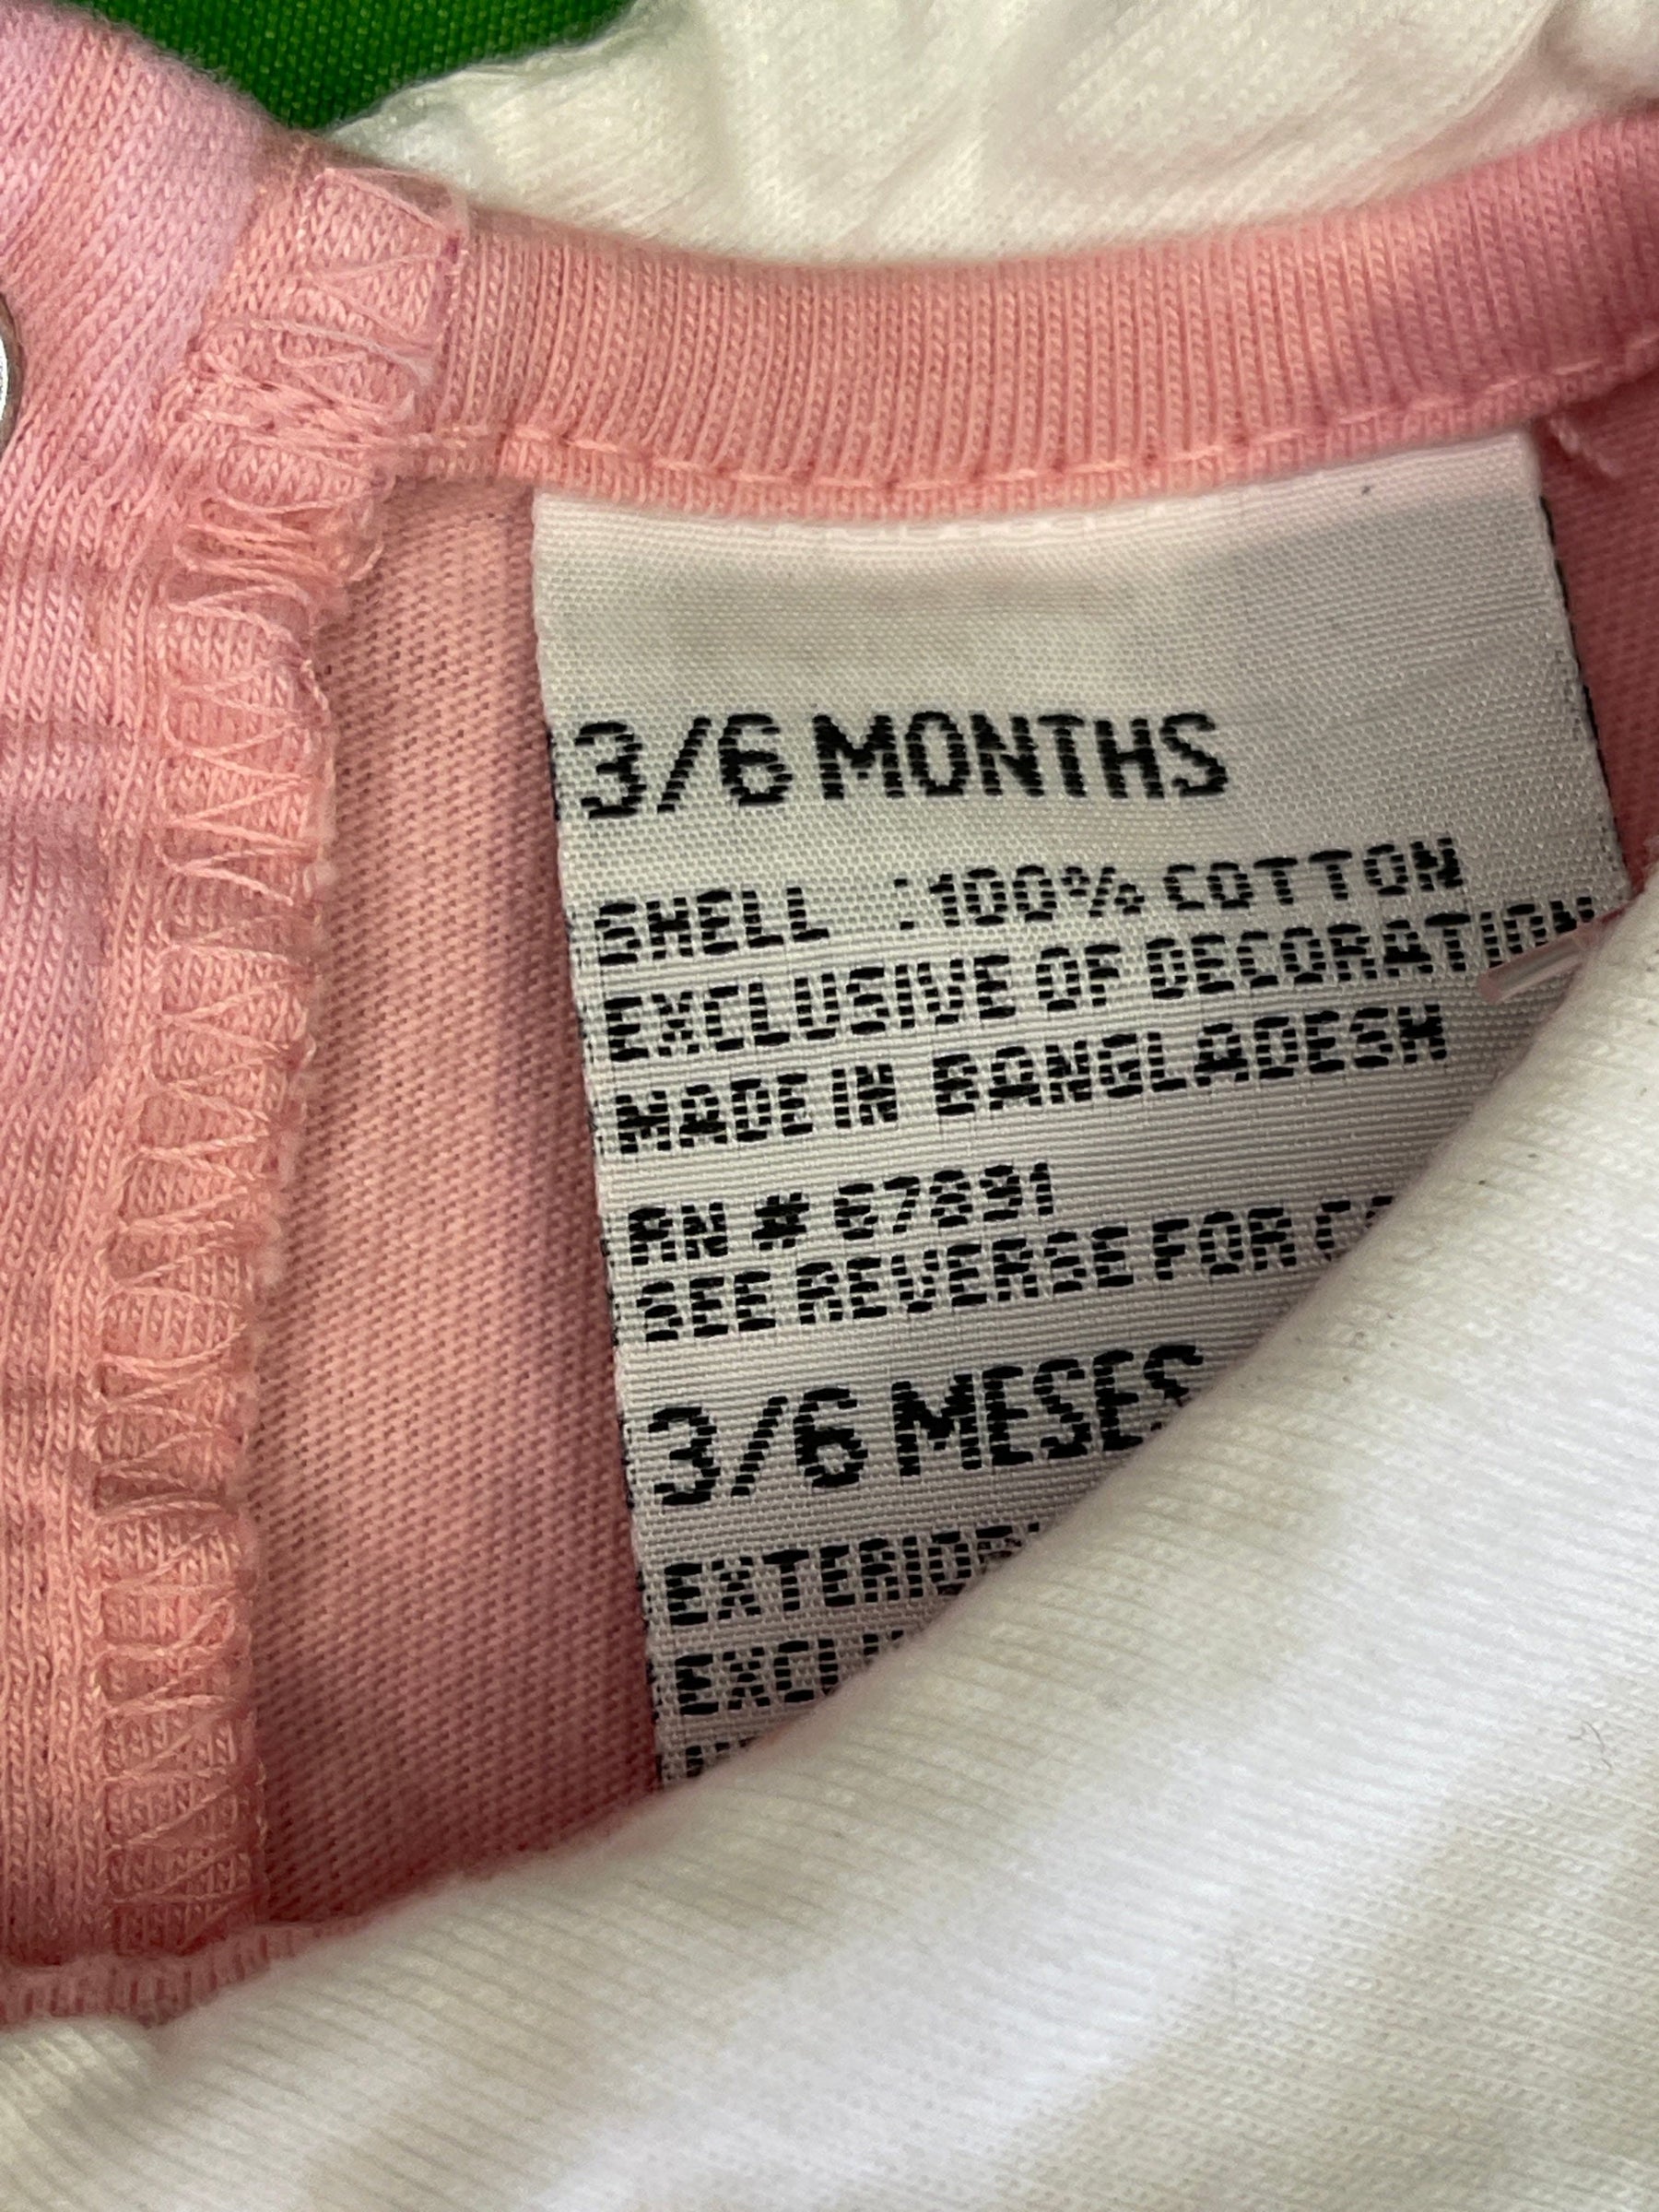 3/6 MONTHS
SHELL :100% COTTON
EXCLUSIVE OF DECORATION
MADE IN BANGLADESH
RN # 67891
SEE REVERSE FOR
3/6 MESES